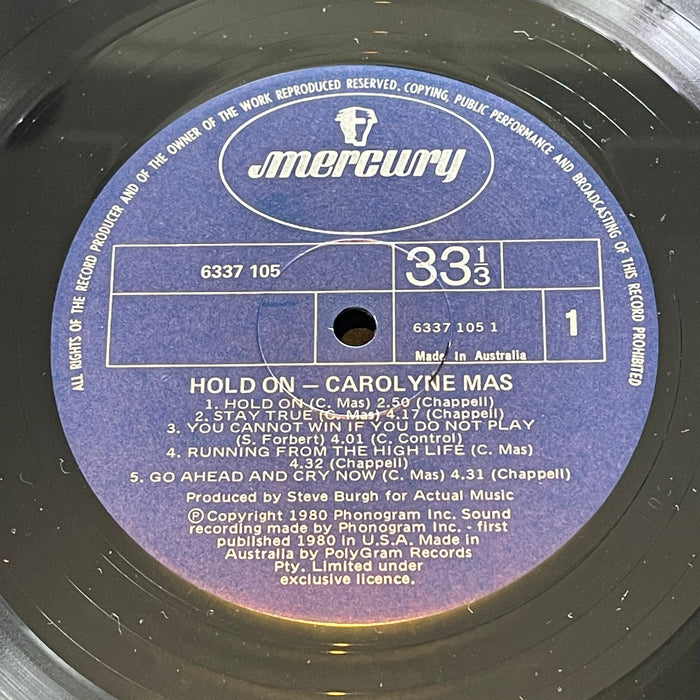 ALL RIGHTS OF THE RECORD PRODUCER AND OF THE OWNER OF THE WORK REPRODUCED RESERVED. COPYING, PUBLIC PERFORMANCE AND BROADCASTING OF THIS RECORD PROHIBITED
mercury
6337 105
33⅓
6337 105 1
1
Made in Australia
HOLD ON – CAROLYNE MAS
1. HOLD ON (C. Mas) 2.50 (Chappell)
2. STAY TRUE (C. Mas) 4.17 (Chappell)
3. YOU CANNOT WIN IF YOU DO NOT PLAY
(S. Forbert) 4.01 (C. Control)
4. RUNNING FROM THE HIGH LIFE (C. Mas)
4.32 (Chappell)
5. GO AHEAD AND CRY NOW (C. Mas) 4.31 (Chappell)
Produced by Steve Burgh for Actual Music
Ⓟ Copyright 1980 Phonogram Inc. Sound
recording made by Phonogram Inc. - first
published 1980 in U.S.A. Made in
Australia by PolyGram Records
Pty. Limited under
exclusive licence.